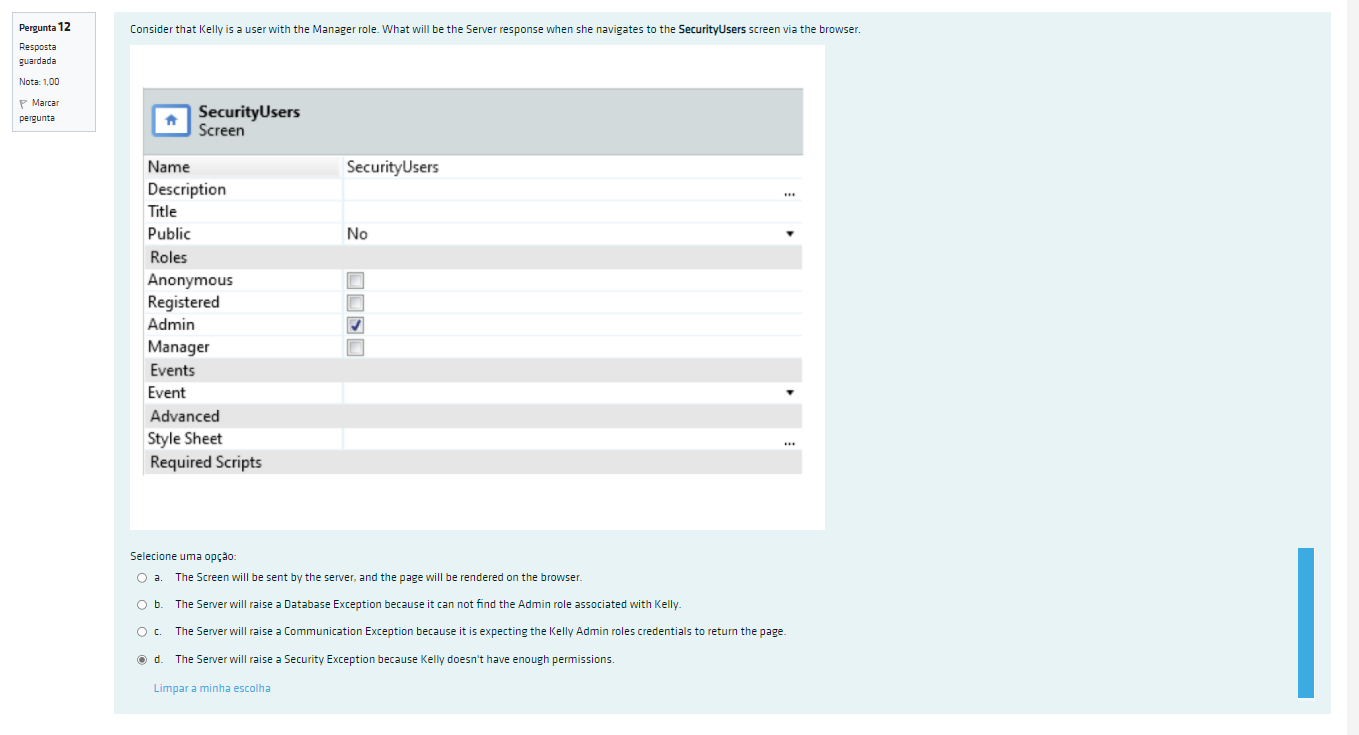 Pergunta 12
Resposta
guardada
Nota: 1,00
Marcar
pergunta
Consider that Kelly is a user with the Manager role. What will be the Server response when she navigates to the SecurityUsers screen via the browser.
SecurityUsers
Screen
Name SecurityUsers
Description ...
Title
Public No
Roles
Anonymous
Registered
Admin
Manager
Events
Event
Advanced
Style Sheet ...
Required Scripts
Selecione uma opção:
a. The Screen will be sent by the server, and the page will be rendered on the browser.
b. The Server will raise a Database Exception because it can not find the Admin role associated with Kelly.
c. The Server will raise a Communication Exception because it is expecting the Kelly Admin roles credentials to return the page.
d. The Server will raise a Security Exception because Kelly doesn't have enough permissions.
Limpar a minha escolha